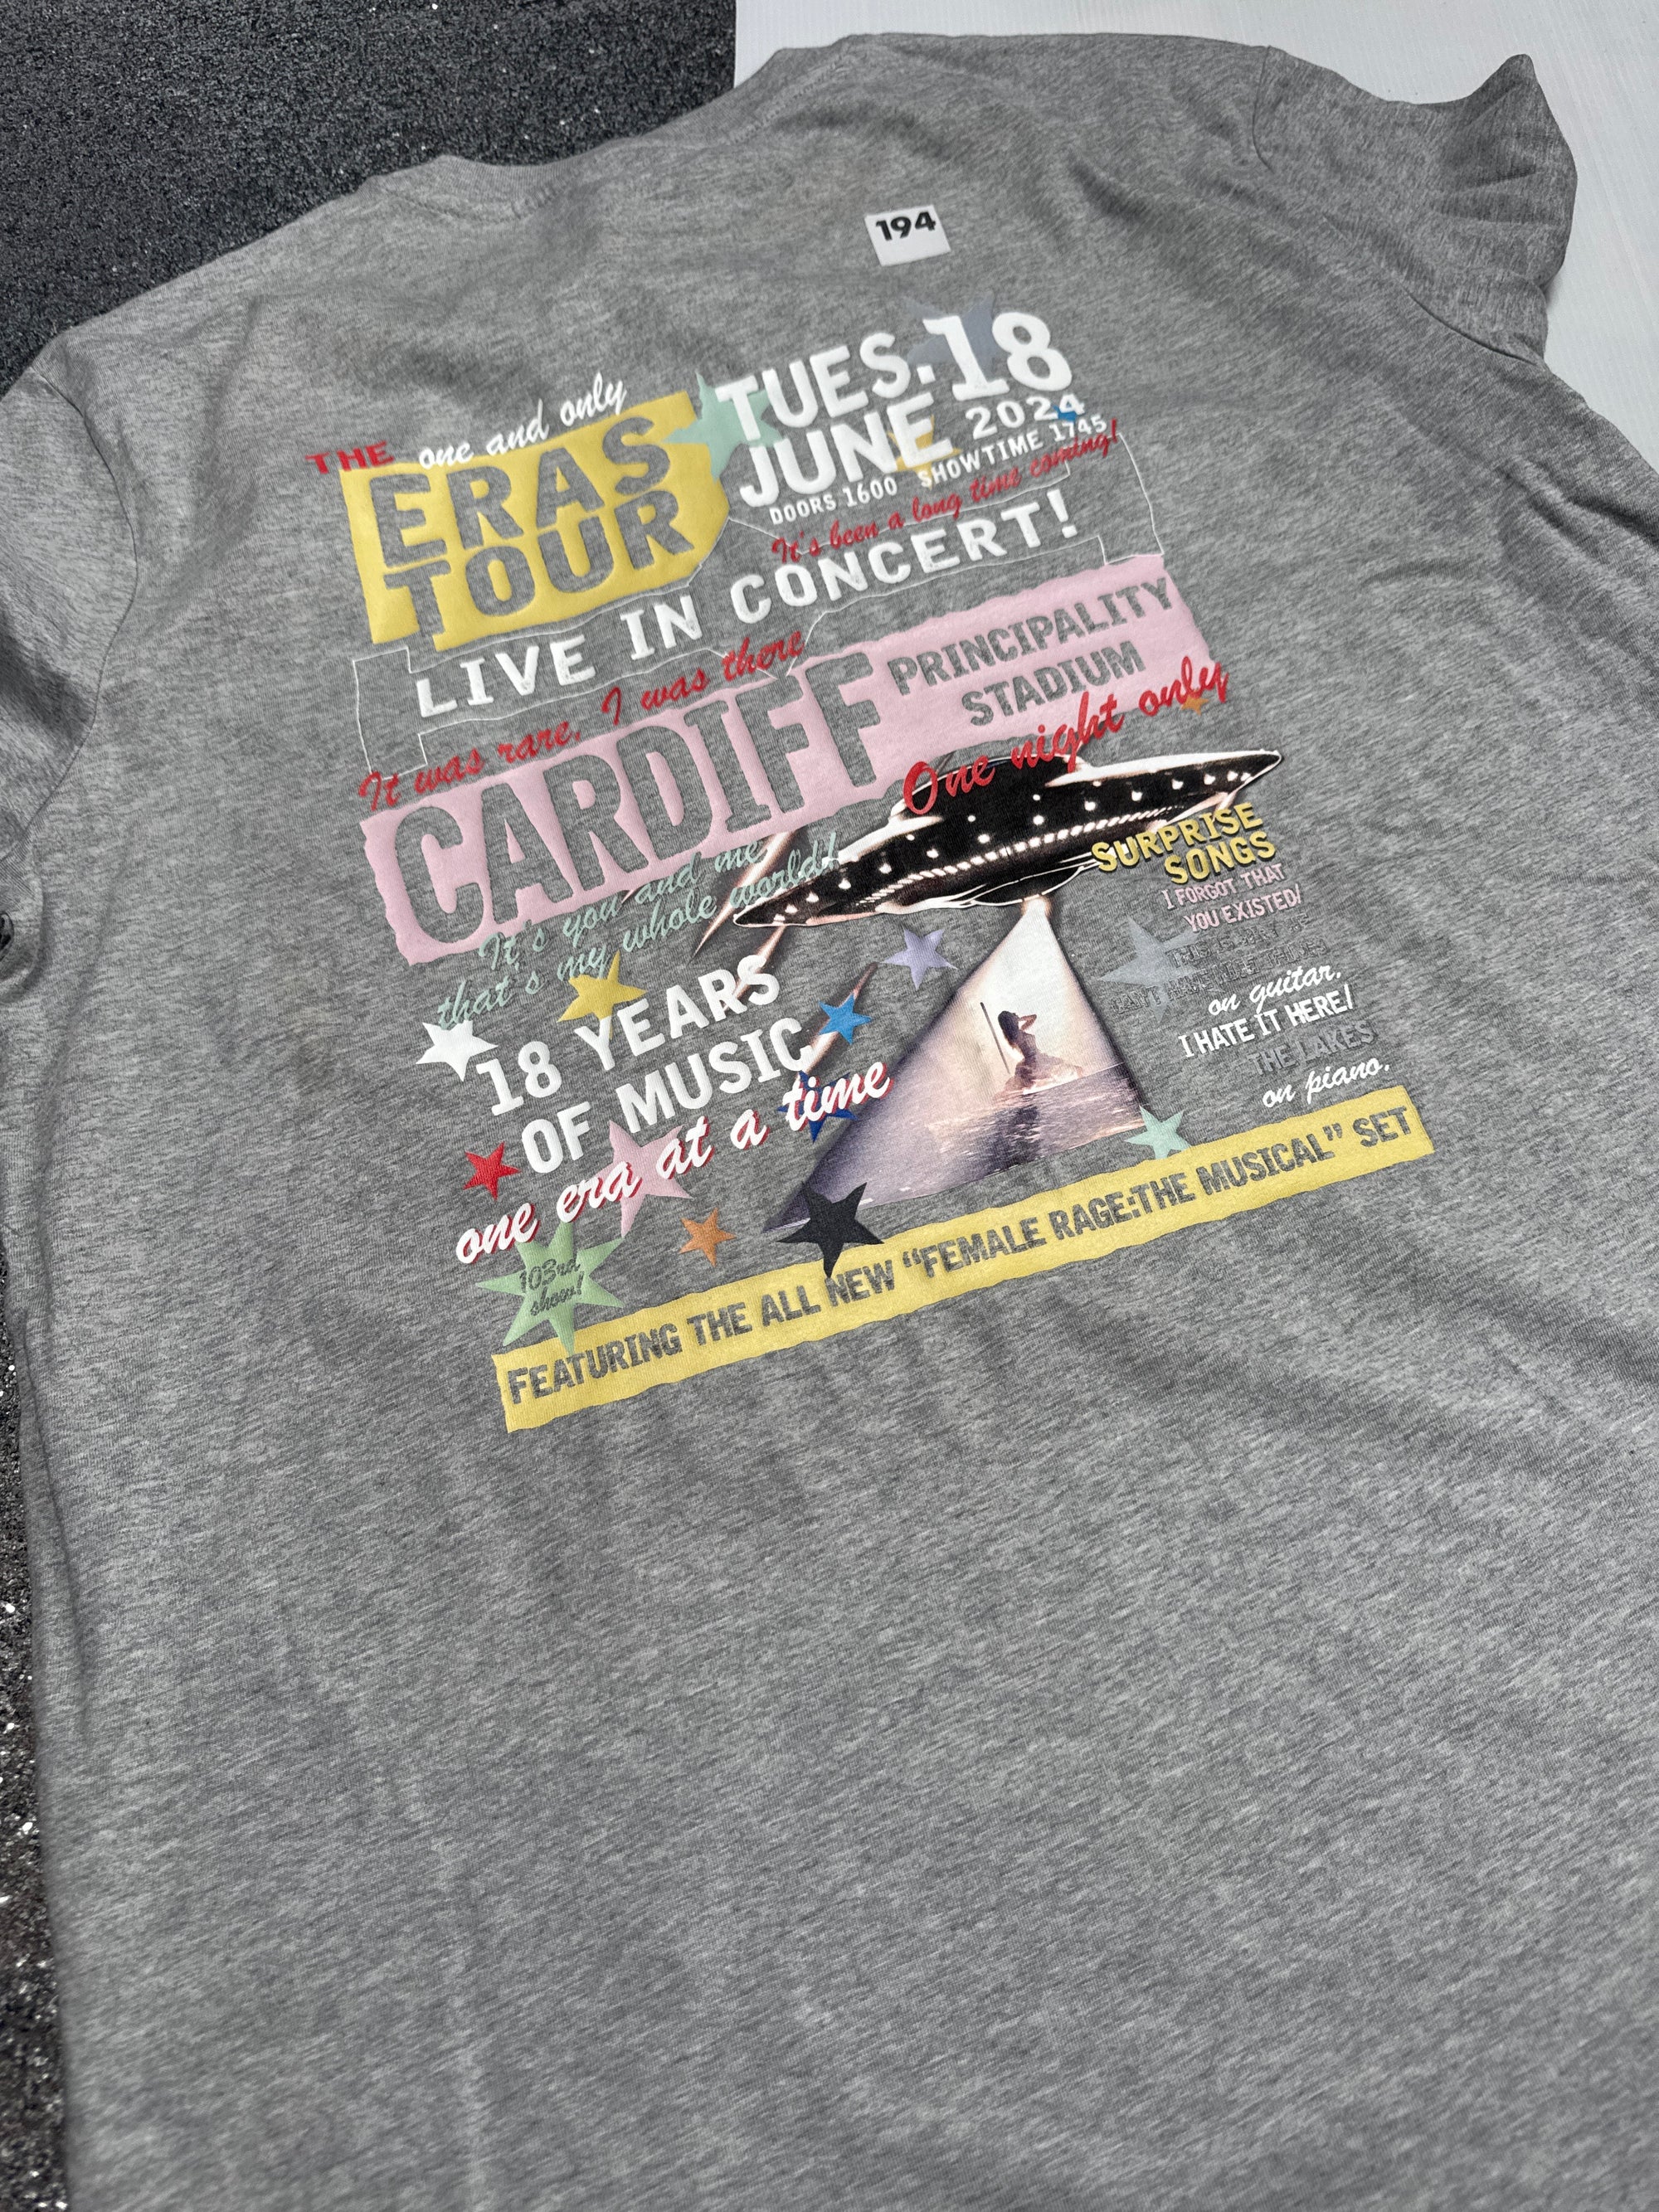 194
THE one and only
ERAS
TOUR
TUES. 18
JUNE 2024
DOORS 1600 SHOWTIME 1745
It's been a long time coming!
LIVE IN CONCERT!
It was rare, I was there
CARDIFF
PRINCIPALITY
STADIUM
One night only
It's you and me
that's my whole world!
18 YEARS
OF MUSIC
one era at a time
SURPRISE
SONGS
I FORGOT THAT
YOU EXISTED/
on guitar.
I HATE IT HERE/
THE LAKES
on piano.
103rd
show!
FEATURING THE ALL NEW “FEMALE RAGE:THE MUSICAL” SET